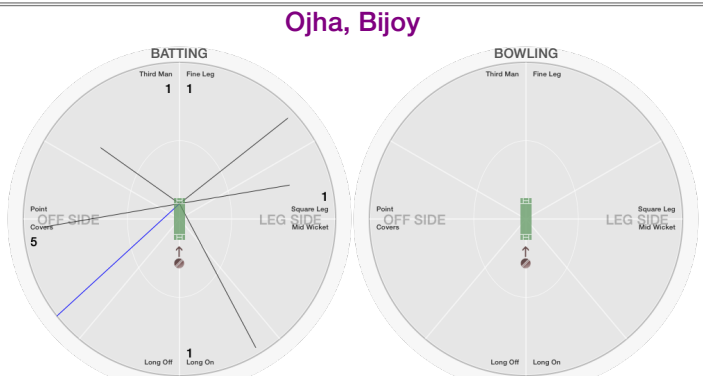 Ojha, Bijoy
BATTING
Third Man Fine Leg
1 1
1
Point Square Leg
OFF SIDE LEG SIDE
Covers Mid Wicket
5
1
Long Off Long On
BOWLING
Third Man Fine Leg
Point Square Leg
OFF SIDE LEG SIDE
Covers Mid Wicket
Long Off Long On